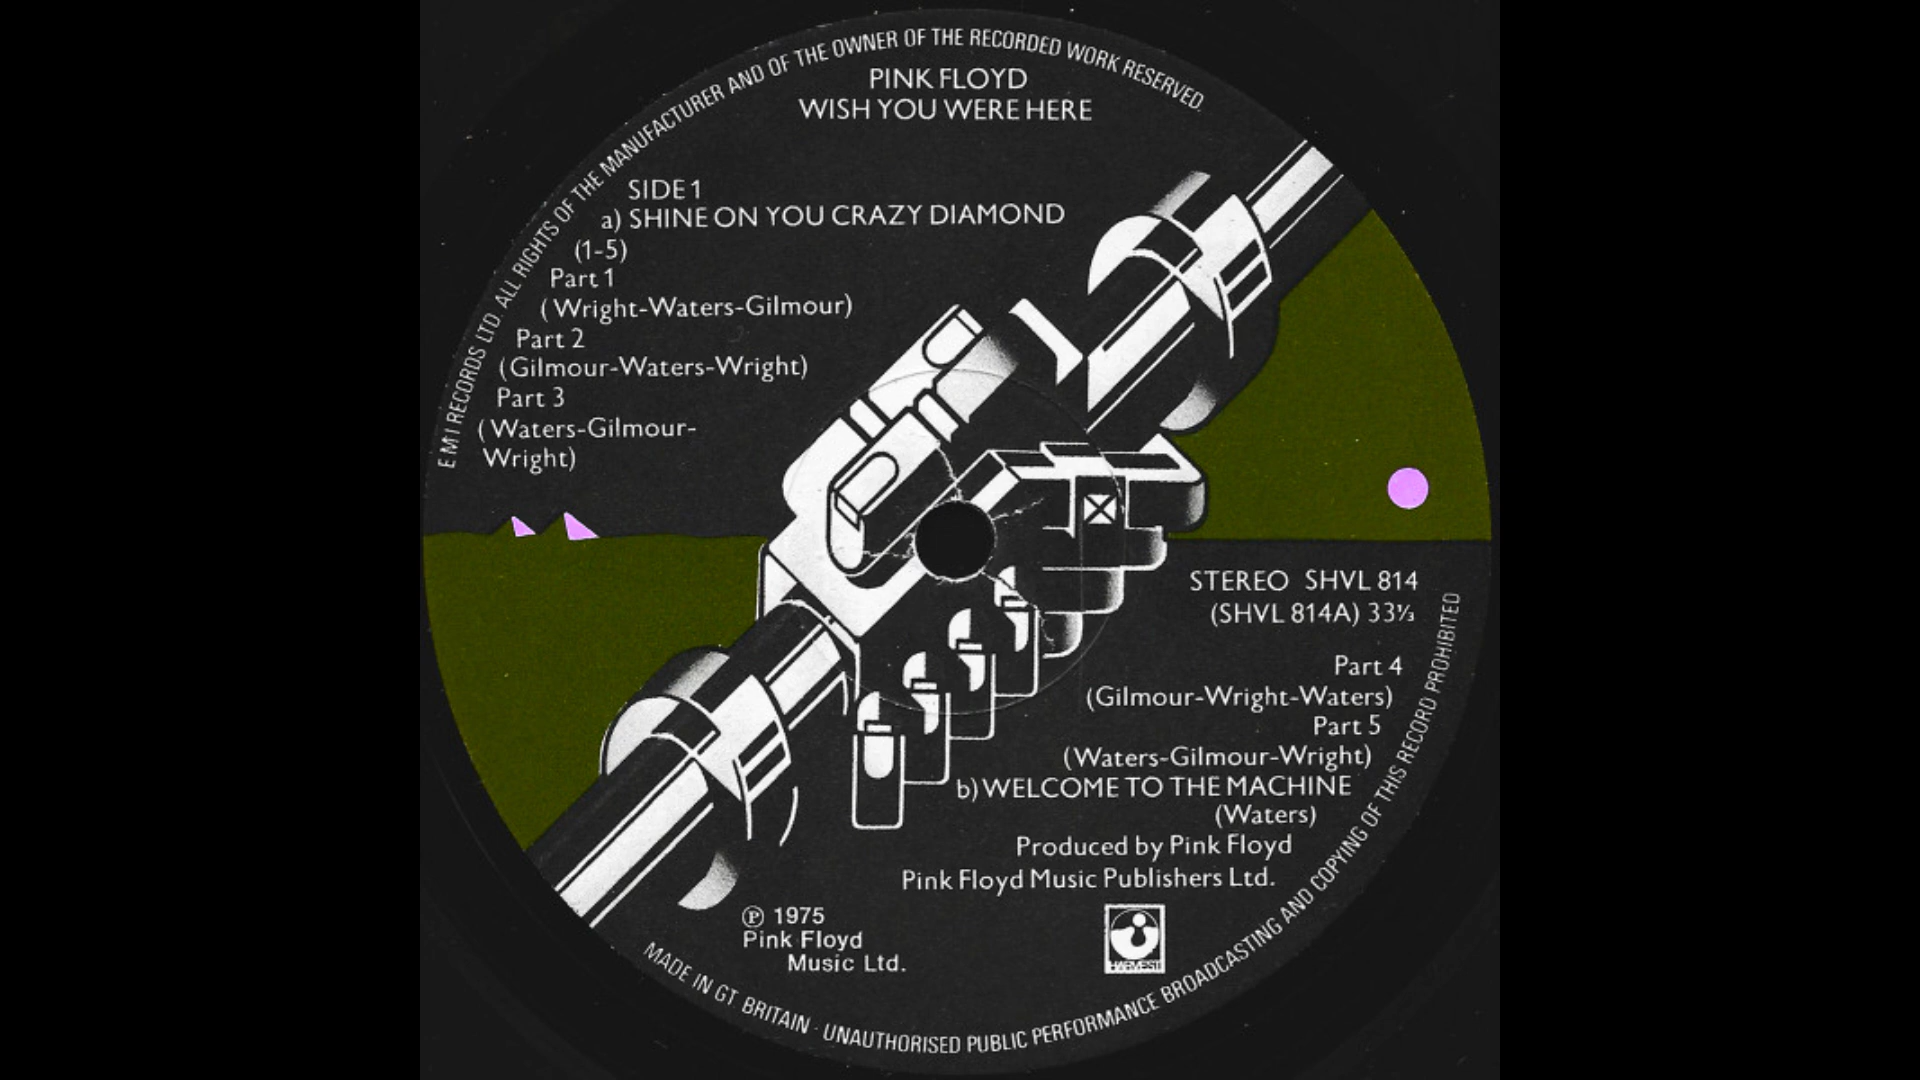 EMI RECORDS LTD. ALL RIGHTS OF THE MANUFACTURER AND OF THE OWNER OF THE RECORDED WORK RESERVED.
PINK FLOYD
WISH YOU WERE HERE
SIDE 1
a) SHINE ON YOU CRAZY DIAMOND
(1-5)
Part 1
(Wright-Waters-Gilmour)
Part 2
(Gilmour-Waters-Wright)
Part 3
(Waters-Gilmour-
Wright)
STEREO SHVL 814
(SHVL 814A) 33⅓
Part 4
(Gilmour-Wright-Waters)
Part 5
(Waters-Gilmour-Wright)
b) WELCOME TO THE MACHINE
(Waters)
Produced by Pink Floyd
Pink Floyd Music Publishers Ltd.
℗ 1975
Pink Floyd
Music Ltd.
HARVEST
MADE IN GT BRITAIN · UNAUTHORISED PUBLIC PERFORMANCE BROADCASTING AND COPYING OF THIS RECORD PROHIBITED